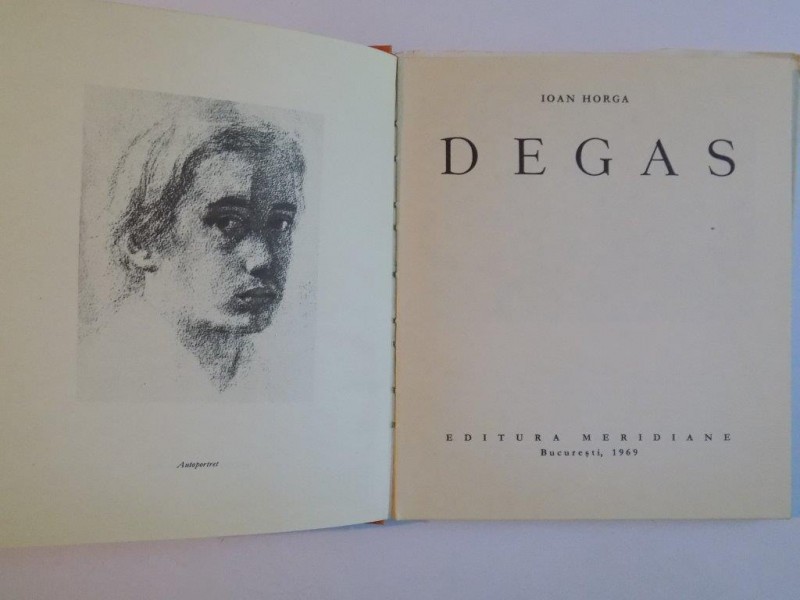 Autoportret
IOAN HORGA
DEGAS
EDITURA MERIDIANE
București, 1969